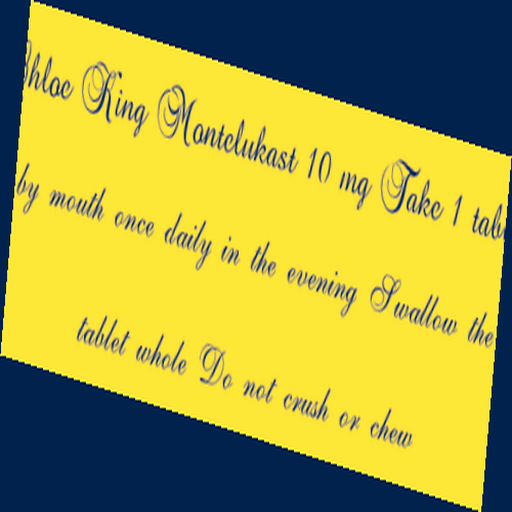 Chloe King Montelukast 10 mg Take 1 tab
by mouth once daily in the evening Swallow the
tablet whole Do not crush or chew